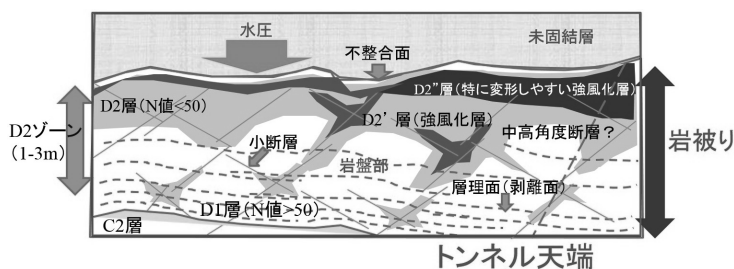 水圧
未固結層
不整合面
D2”層(特に変形しやすい強風化層)
D2層(N値<50)
D2’層(強風化層)
D2ゾーン
(1-3m)
小断層
中高角度断層？
岩被り
岩盤部
層理面(剥離面)
D1層(N値>50)
C2層
トンネル天端